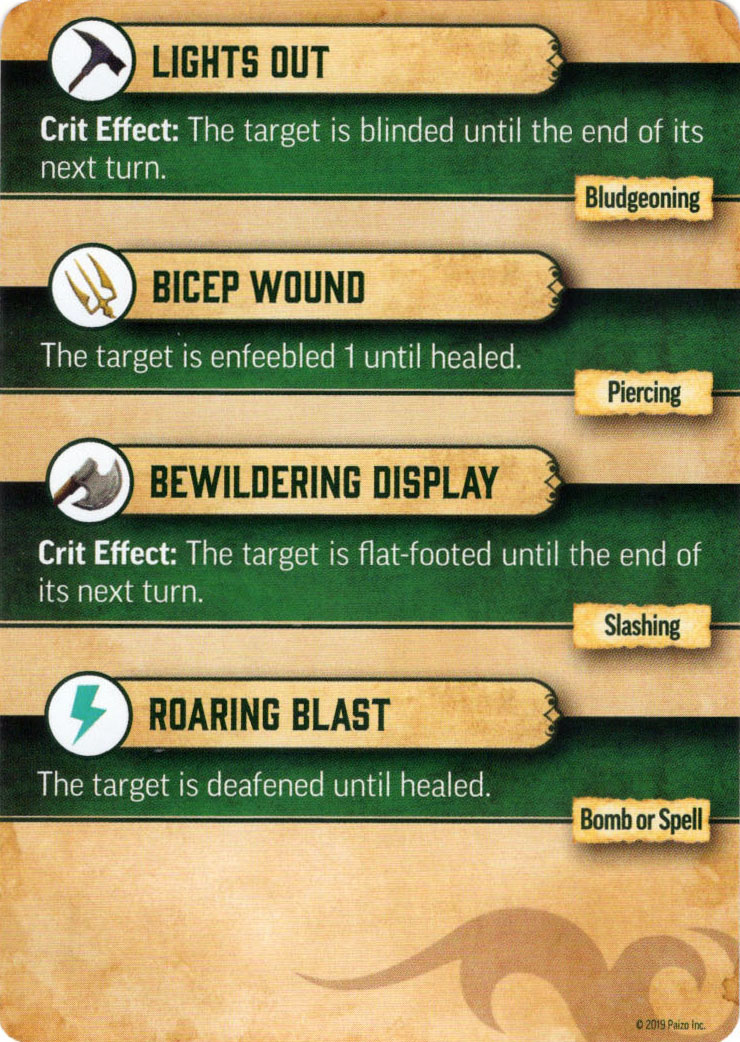 LIGHTS OUT
Crit Effect: The target is blinded until the end of its
next turn.
Bludgeoning
BICEP WOUND
The target is enfeebled 1 until healed.
Piercing
BEWILDERING DISPLAY
Crit Effect: The target is flat-footed until the end of
its next turn.
Slashing
ROARING BLAST
The target is deafened until healed.
Bomb or Spell
© 2019 Paizo Inc.